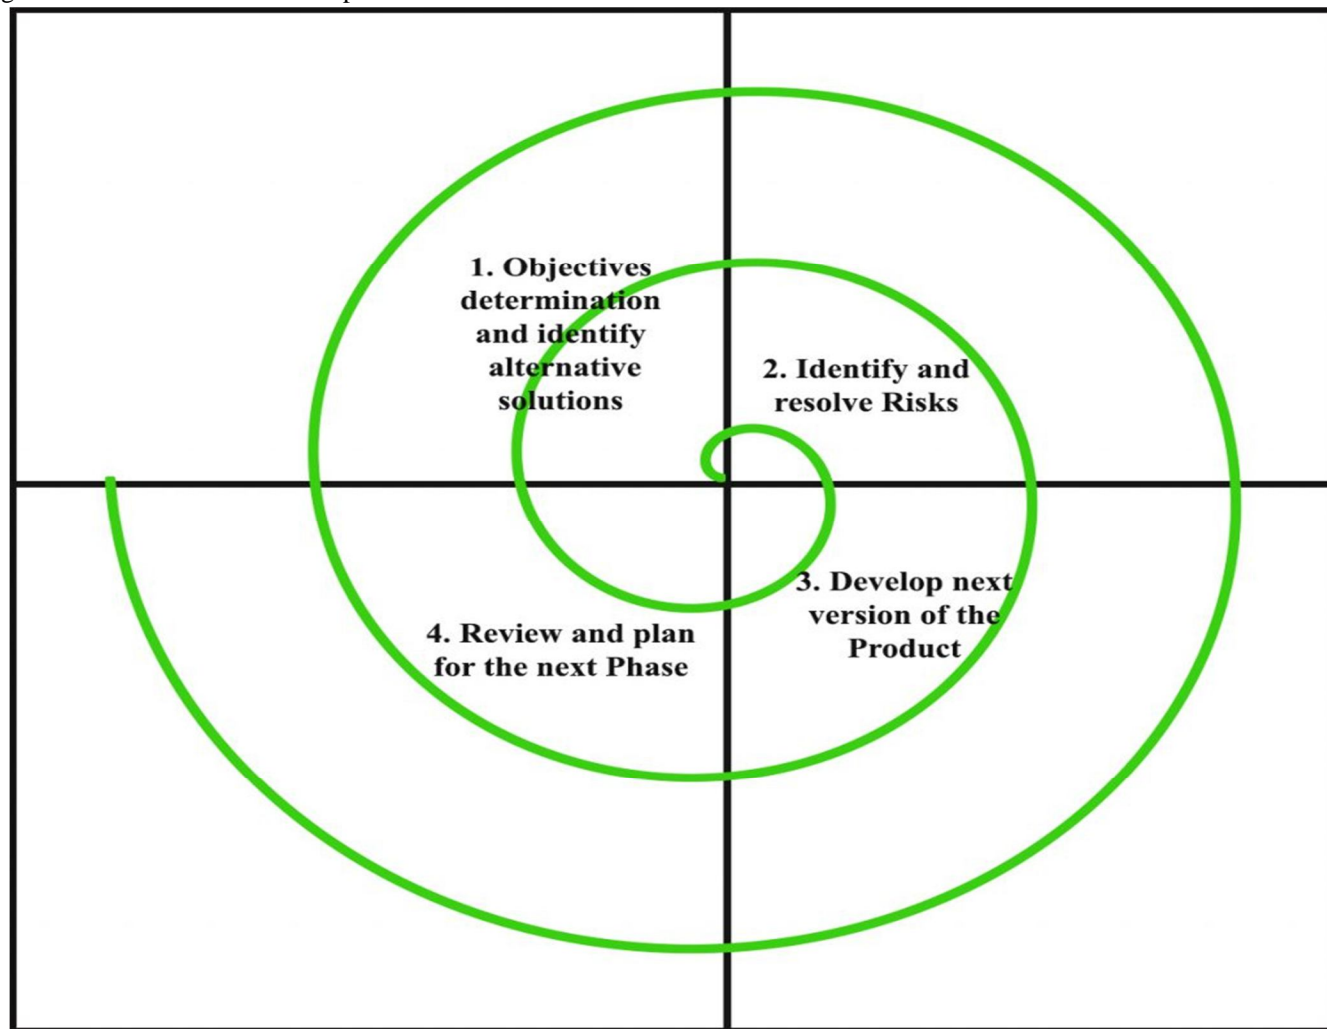 1. Objectives
determination
and identify
alternative
solutions
2. Identify and
resolve Risks
3. Develop next
version of the
Product
4. Review and plan
for the next Phase